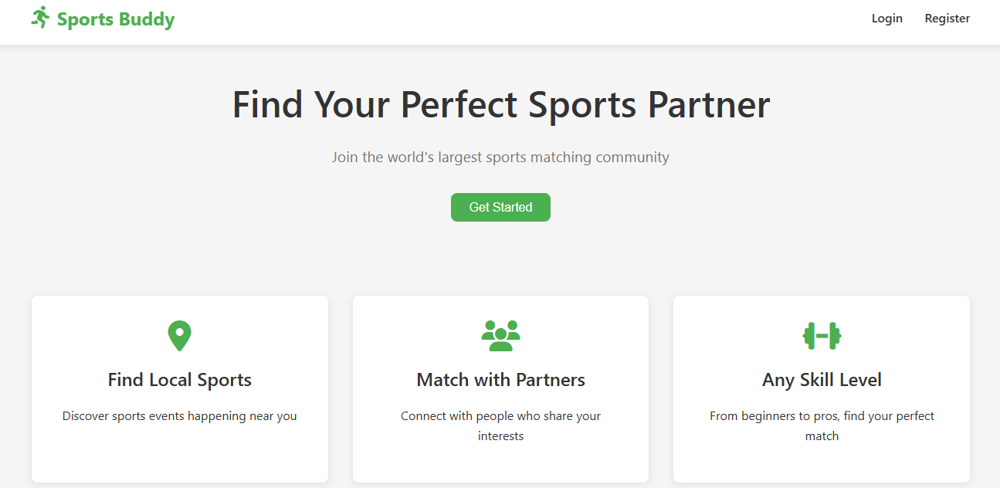 Sports Buddy
Login
Register
Find Your Perfect Sports Partner
Join the world's largest sports matching community
Get Started
Find Local Sports
Discover sports events happening near you
Match with Partners
Connect with people who share your
interests
Any Skill Level
From beginners to pros, find your perfect
match